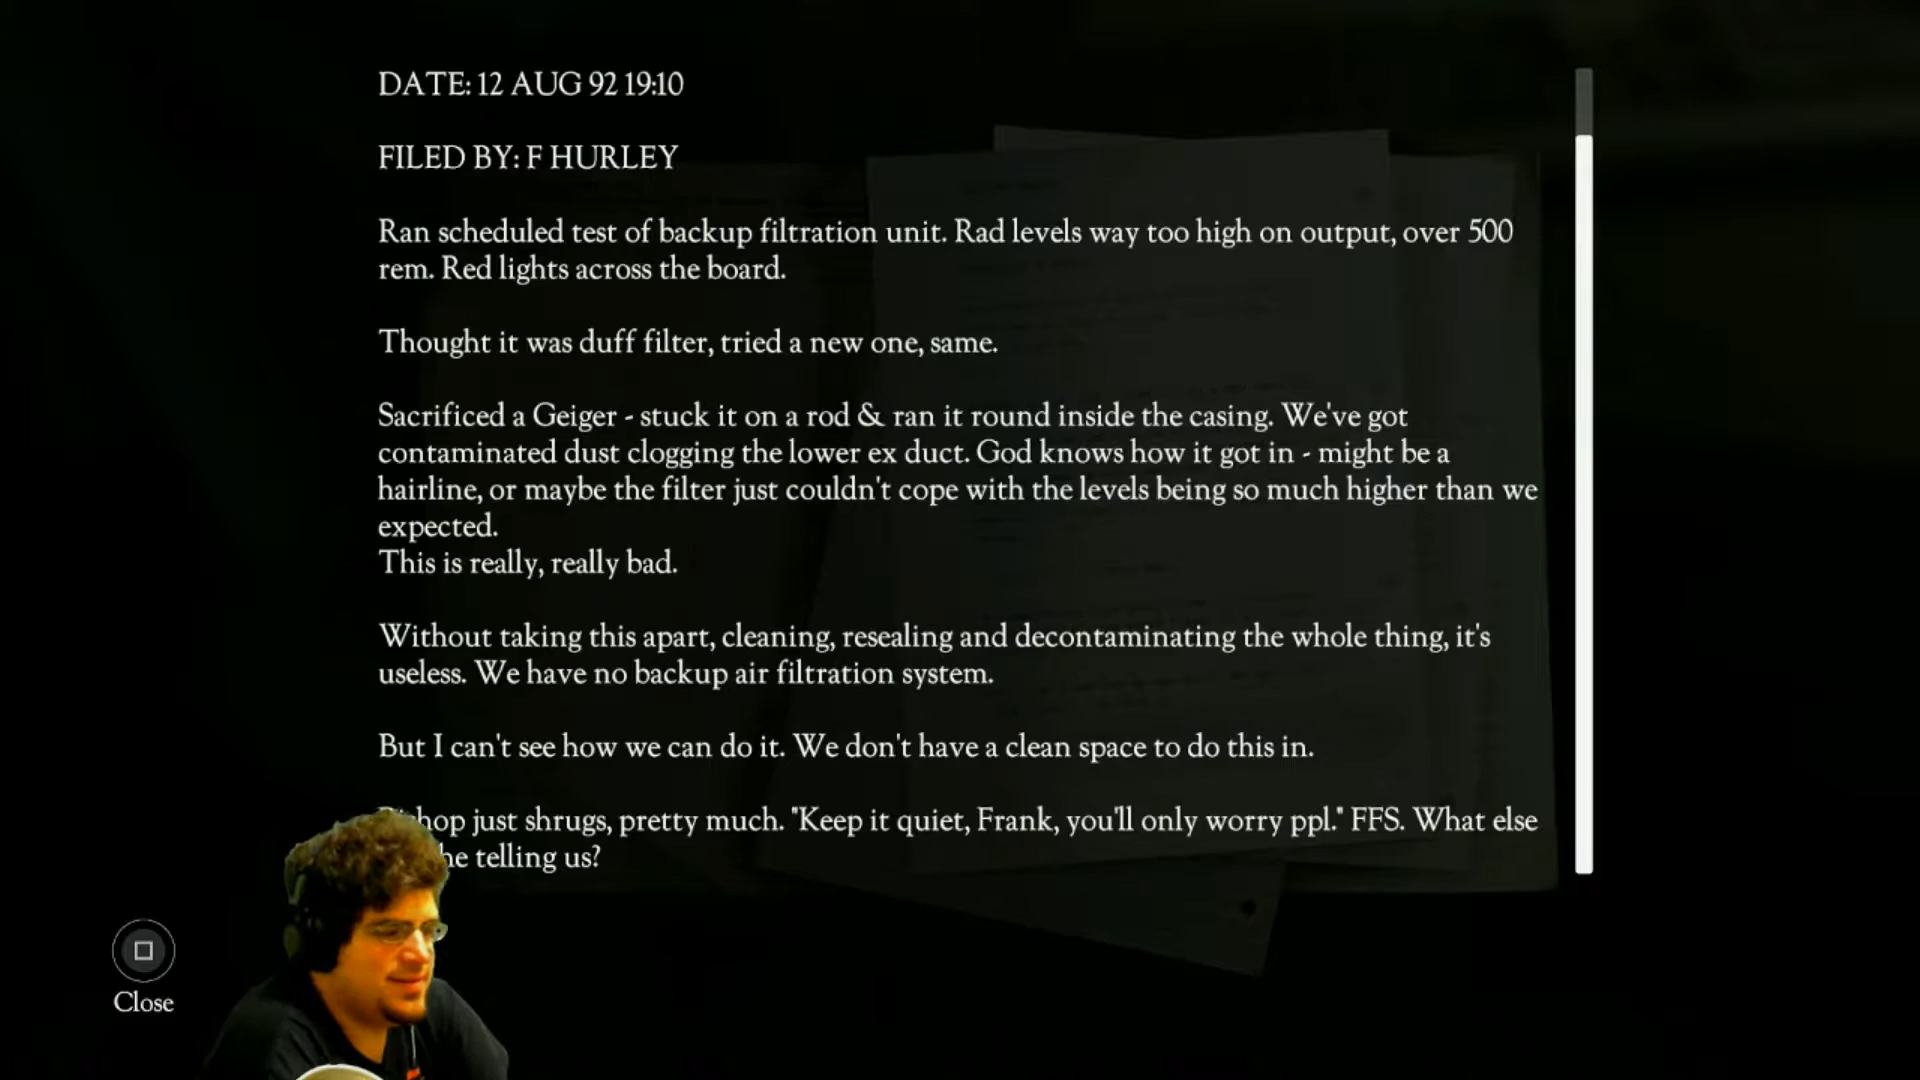 DATE: 12 AUG 92 19:10
FILED BY: F HURLEY
Ran scheduled test of backup filtration unit. Rad levels way too high on output, over 500
rem. Red lights across the board.
Thought it was duff filter, tried a new one, same.
Sacrificed a Geiger - stuck it on a rod & ran it round inside the casing. We've got
contaminated dust clogging the lower ex duct. God knows how it got in - might be a
hairline, or maybe the filter just couldn't cope with the levels being so much higher than we
expected.
This is really, really bad.
Without taking this apart, cleaning, resealing and decontaminating the whole thing, it's
useless. We have no backup air filtration system.
But I can't see how we can do it. We don't have a clean space to do this in.
just shrugs, pretty much. "Keep it quiet, Frank, you'll only worry ppl." FFS. What else
telling us?
Close